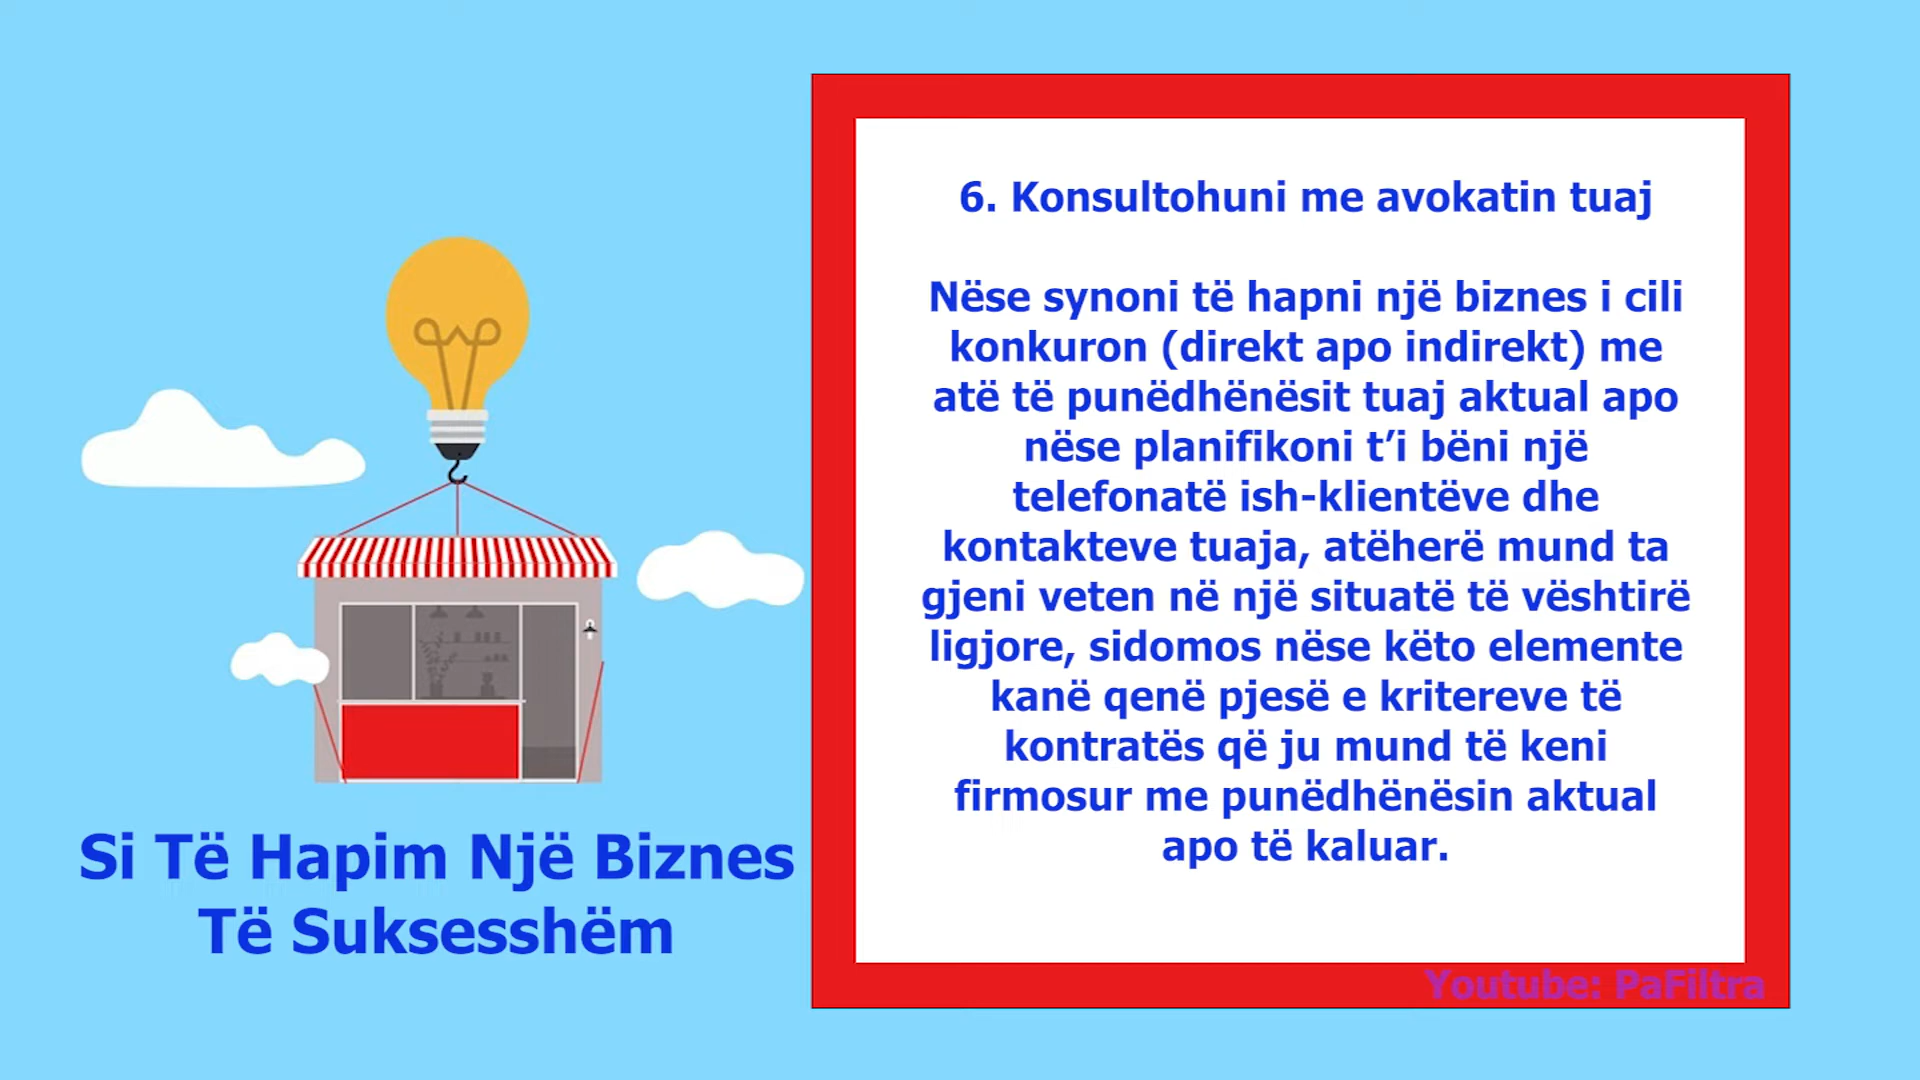 6. Konsultohuni me avokatin tuaj
Nëse synoni të hapni një biznes i cili
konkuron (direkt apo indirekt) me
atë të punëdhënësit tuaj aktual apo
nëse planifikoni t’i bëni një
telefonatë ish-klientëve dhe
kontakteve tuaja, atëherë mund ta
gjeni veten në një situatë të vështirë
ligjore, sidomos nëse këto elemente
kanë qenë pjesë e kritereve të
kontratës që ju mund të keni
firmosur me punëdhënësin aktual
apo të kaluar.
Si Të Hapim Një Biznes
Të Suksesshëm
Youtube: PaFiltra